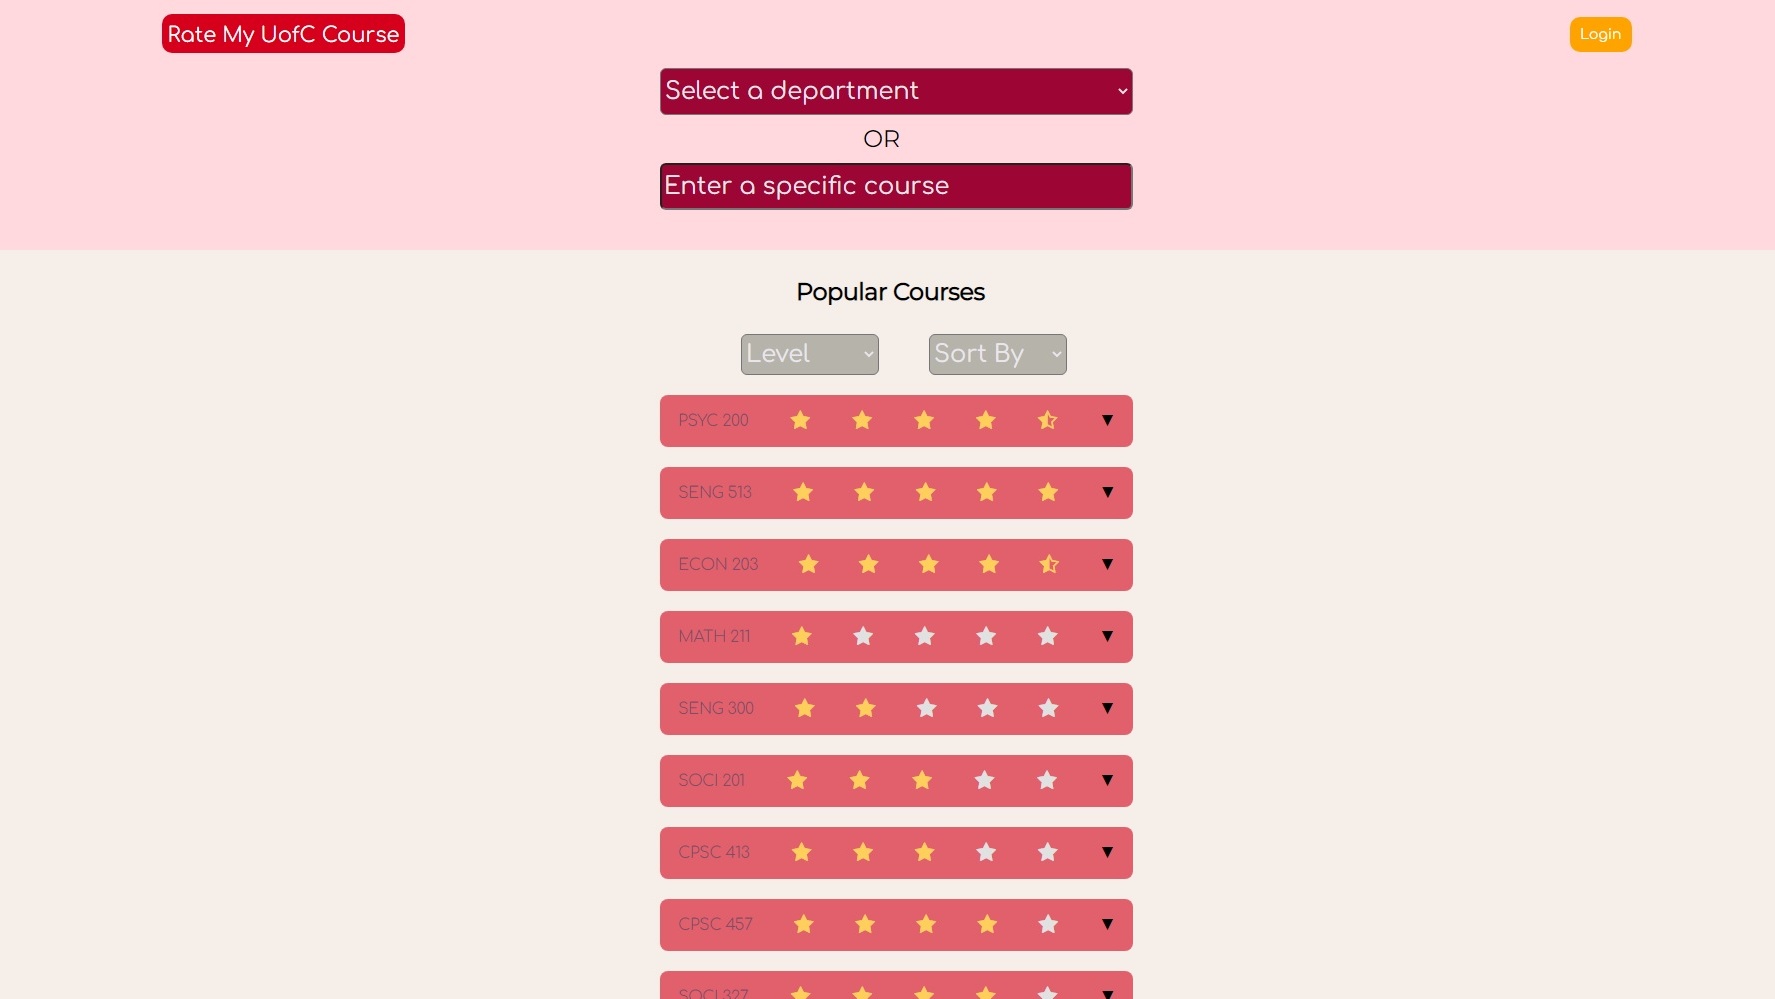 Rate My UofC Course
Login
Select a department
OR
Enter a specific course
Popular Courses
Level
Sort By
PSYC 200
SENG 513
ECON 203
MATH 211
SENG 300
SOCI 201
CPSC 413
CPSC 457
SOCI 327